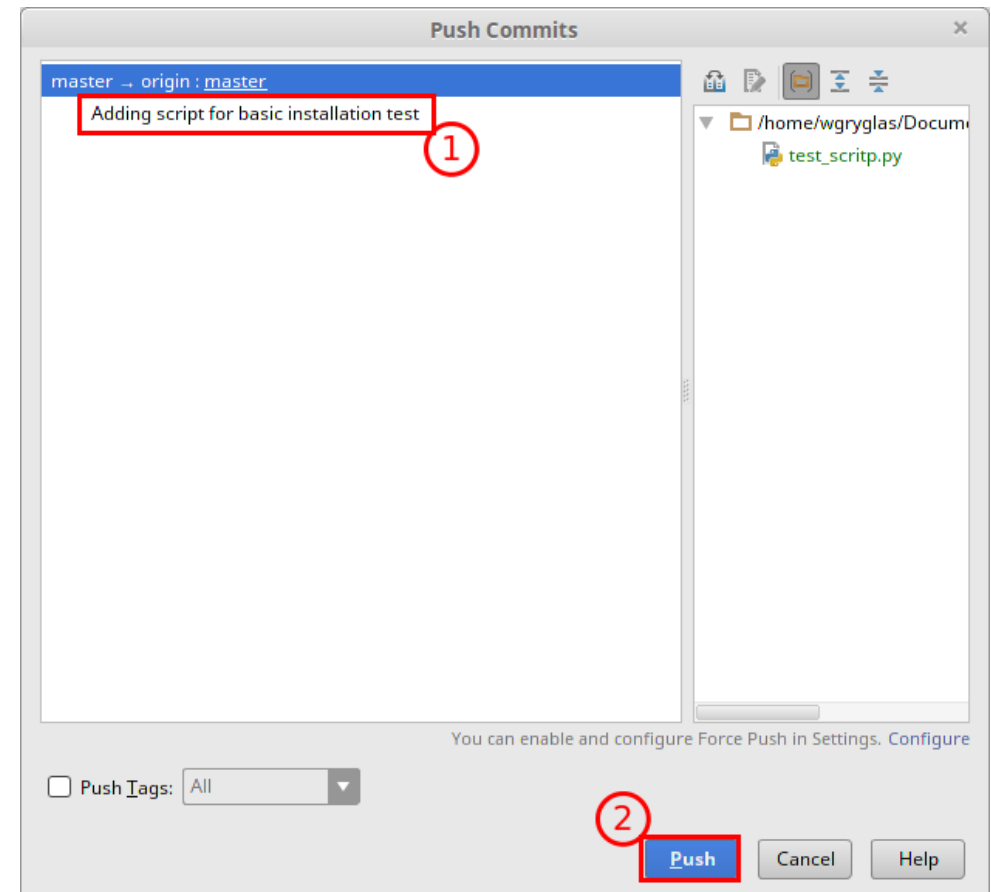 Push Commits
master → origin : master
Adding script for basic installation test
1
/home/wgryglas/Docum
test_scritp.py
You can enable and configure Force Push in Settings. Configure
Push Tags: All
2
Push Cancel Help